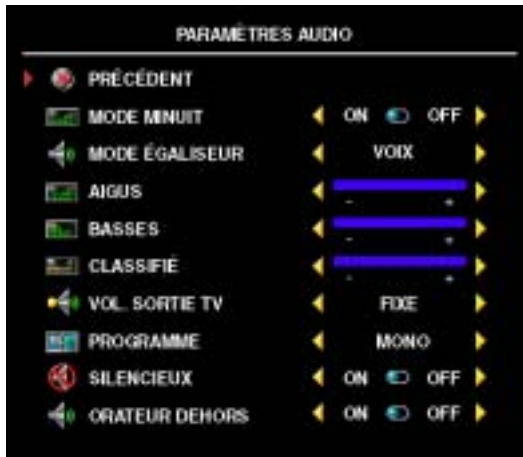 PARAMÈTRES AUDIO
PRÉCÉDENT
MODE MINUIT ON OFF
MODE ÉGALISEUR VOIX
AIGUS - +
BASSES - +
CLASSIFIÉ - +
VOL. SORTIE TV FIXE
PROGRAMME MONO
SILENCIEUX ON OFF
ORATEUR DEHORS ON OFF